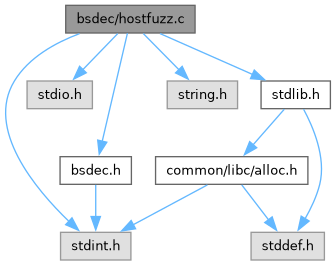 bsdec/hostfuzz.c
stdio.h
string.h
stdlib.h
bsdec.h
common/libc/alloc.h
stdint.h
stddef.h